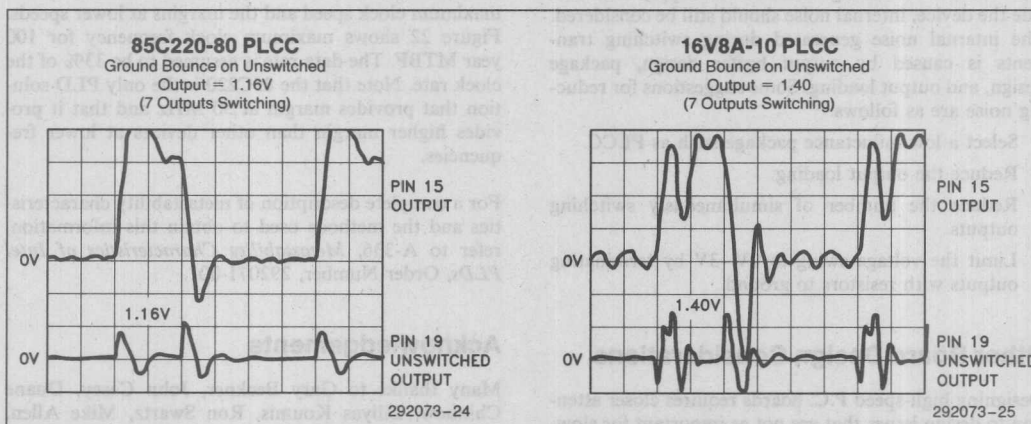 85C220-80 PLCC
Ground Bounce on Unswitched
Output = 1.16V
(7 Outputs Switching)
PIN 15
OUTPUT
0V
1.16V
PIN 19
UNSWITCHED
OUTPUT
0V
292073–24
16V8A-10 PLCC
Ground Bounce on Unswitched
Output = 1.40
(7 Outputs Switching)
PIN 15
OUTPUT
0V
1.40V
PIN 19
UNSWITCHED
OUTPUT
0V
292073–25